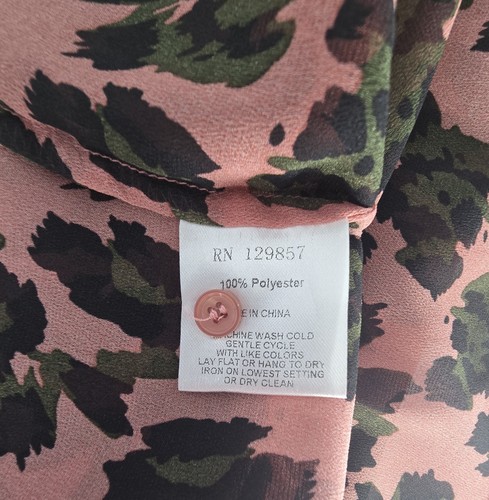 RN 129857
100% Polyester
E IN CHINA
ACHINE WASH COLD
GENTLE CYCLE
WITH LIKE COLORS
LAY FLAT OR HANG TO DRY
IRON ON LOWEST SETTING
OR DRY CLEAN